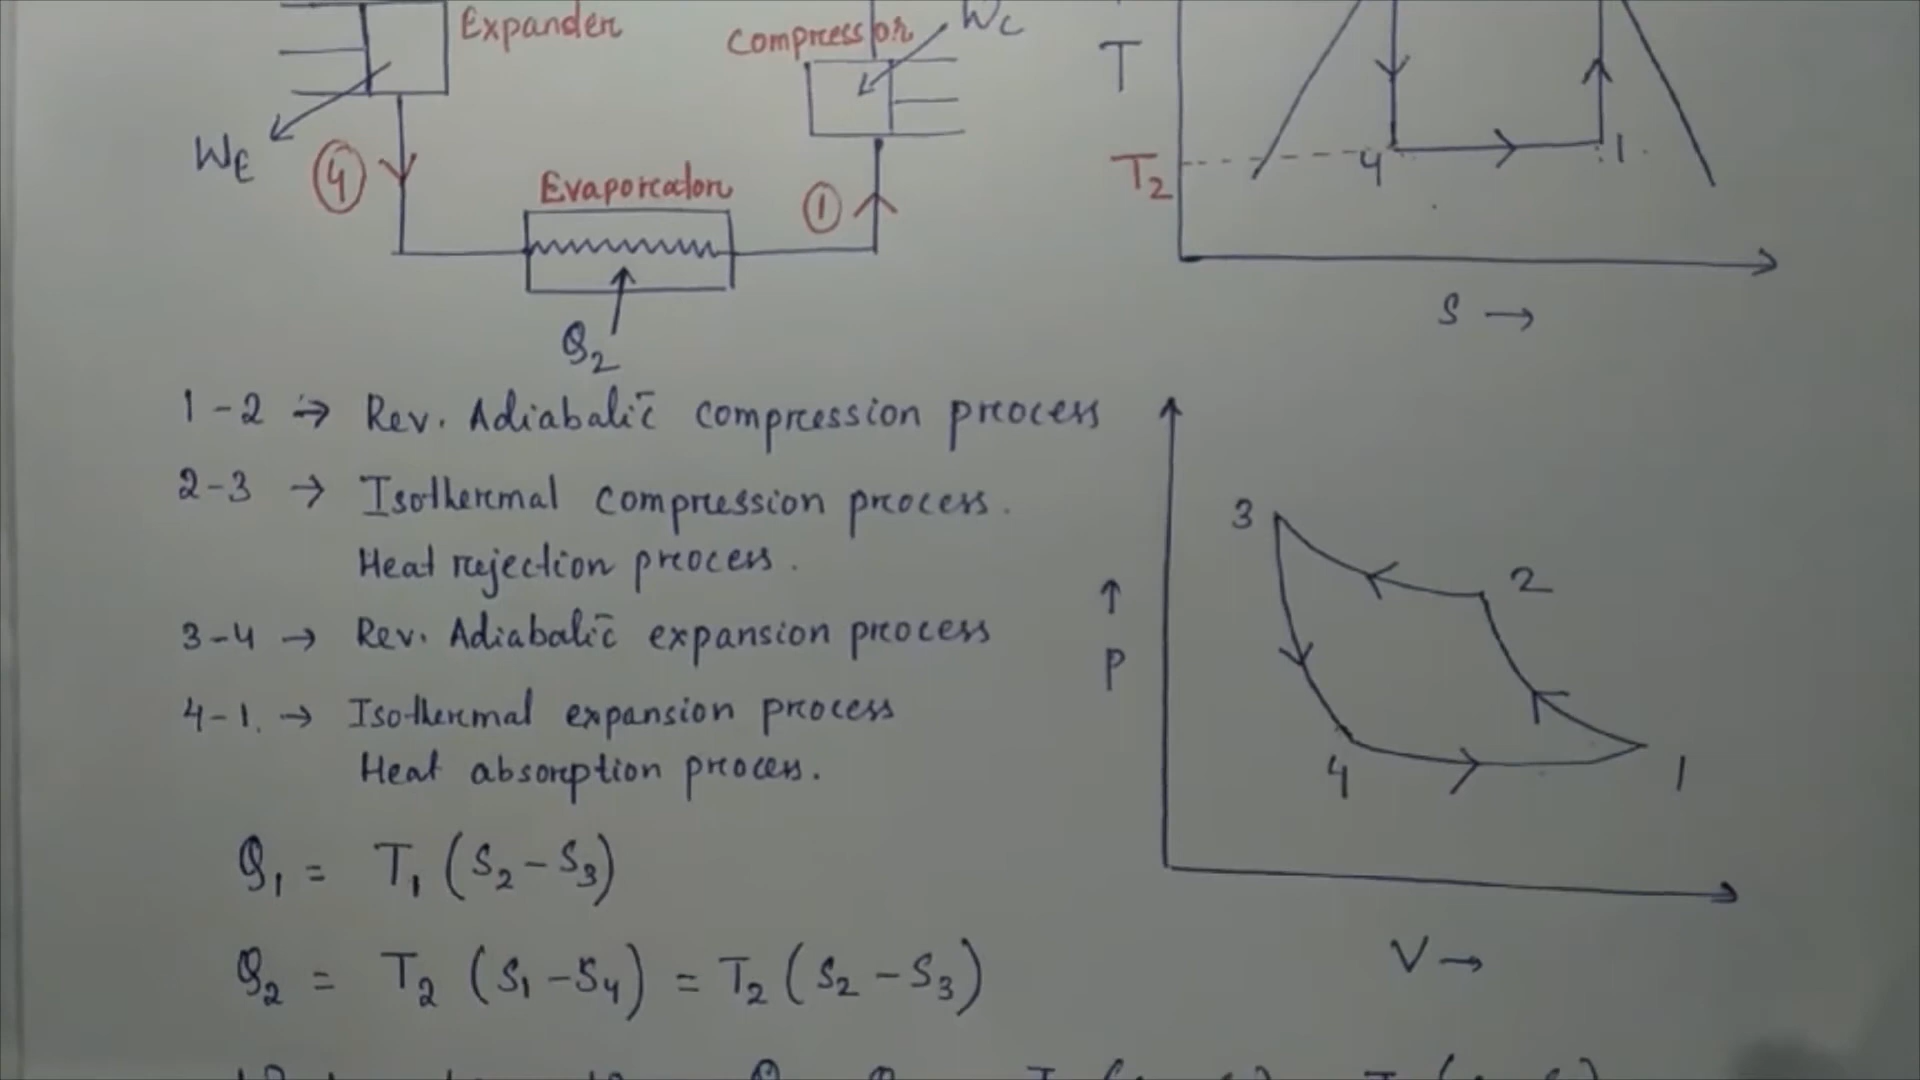 Expander
Compressor
Wc
WE
4
Evaporator
1
Q2
T
T2
4
1
S →
1-2 → Rev. Adiabatic compression process
2-3 → Isothermal compression process.
Heat rejection process.
3-4 → Rev. Adiabatic expansion process
4-1. → Isothermal expansion process
Heat absorption process.
3
2
↑
P
4
1
V →
Q1 = T1 (S2-S3)
Q2 = T2 (S1-S4) = T2 (S2-S3)